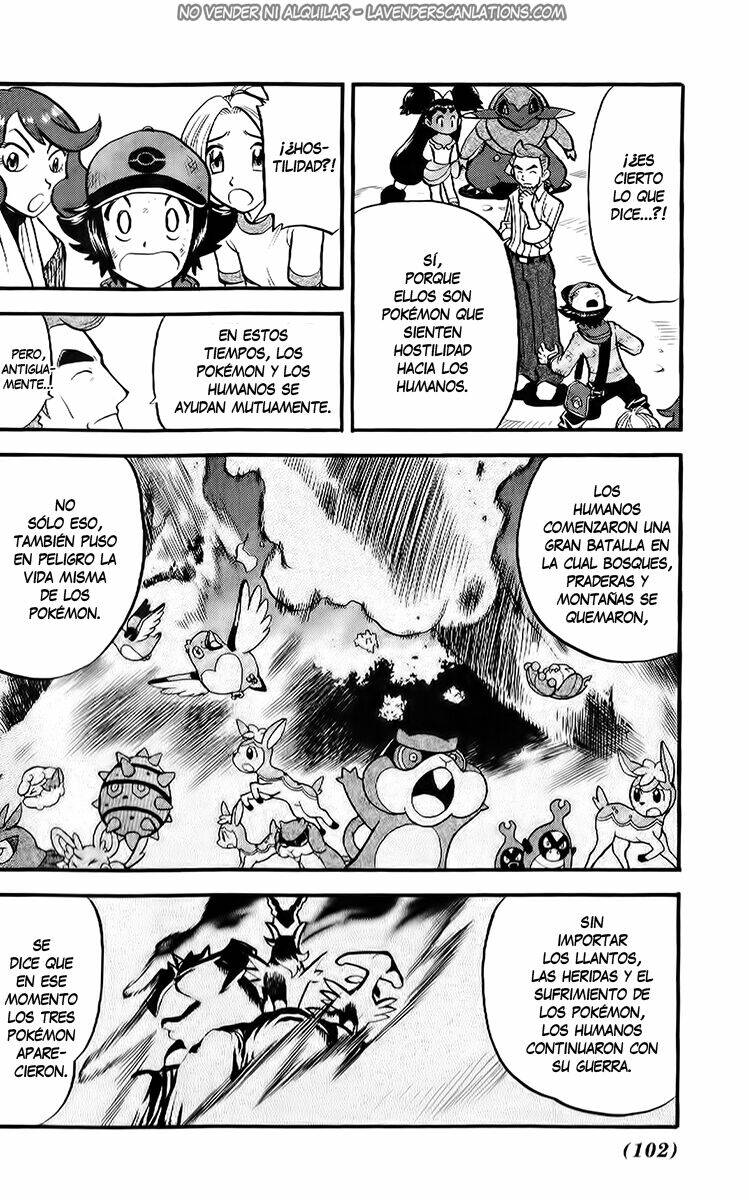 NO VENDER NI ALQUILAR - LAVENDERSCANLATIONS.COM
¡¿ES
CIERTO
LO QUE
DICE...?!
SÍ,
PORQUE
ELLOS SON
POKÉMON QUE
SIENTEN
HOSTILIDAD
HACIA LOS
HUMANOS.
¡¿HOS-
TILIDAD?!
EN ESTOS
TIEMPOS, LOS
POKÉMON Y LOS
HUMANOS SE
AYUDAN MUTUAMENTE.
PERO,
ANTIGUA-
MENTE...
LOS
HUMANOS
COMENZARON UNA
GRAN BATALLA EN
LA CUAL BOSQUES,
PRADERAS Y
MONTAÑAS SE
QUEMARON,
NO
SÓLO ESO,
TAMBIÉN PUSO
EN PELIGRO LA
VIDA MISMA
DE LOS
POKÉMON.
SIN
IMPORTAR
LOS LLANTOS,
LAS HERIDAS Y EL
SUFRIMIENTO DE
LOS POKÉMON,
LOS HUMANOS
CONTINUARON CON
SU GUERRA.
SE
DICE QUE
EN ESE
MOMENTO
LOS TRES
POKÉMON
APARE-
CIERON.
(102)